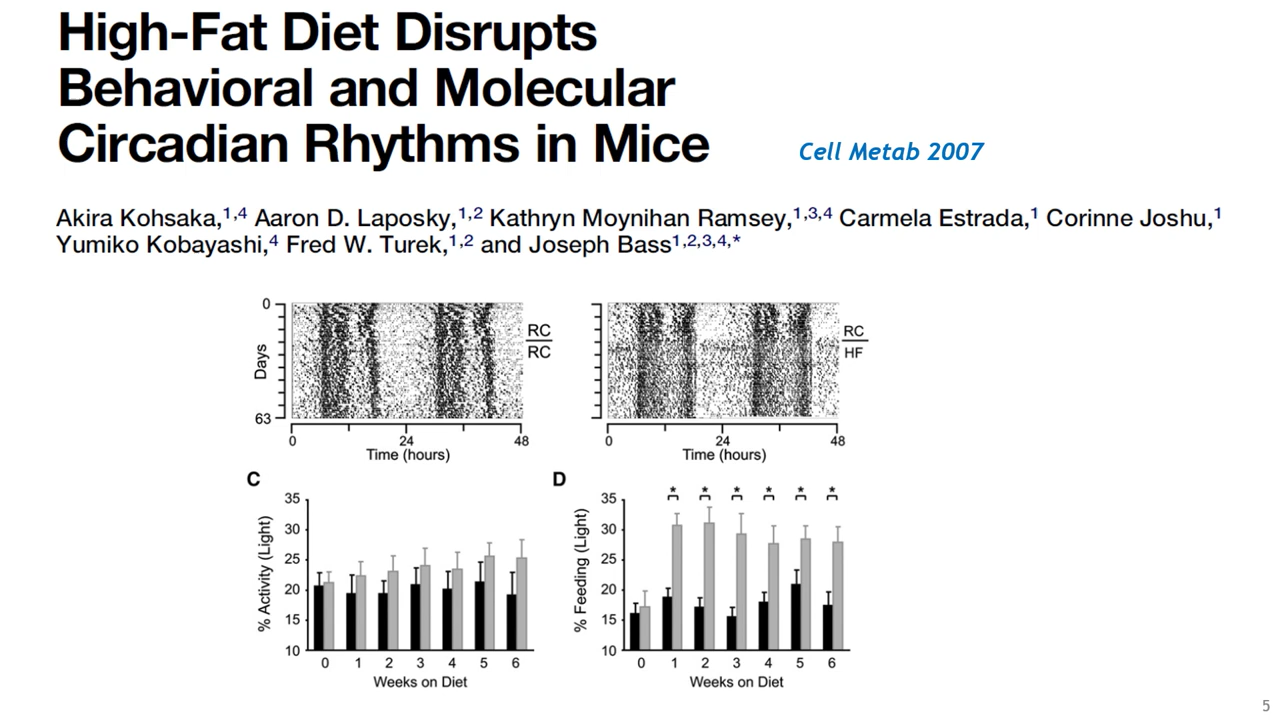 High-Fat Diet Disrupts
Behavioral and Molecular
Circadian Rhythms in Mice
Cell Metab 2007
Akira Kohsaka,1,4 Aaron D. Laposky,1,2 Kathryn Moynihan Ramsey,1,3,4 Carmela Estrada,1 Corinne Joshu,1
Yumiko Kobayashi,4 Fred W. Turek,1,2 and Joseph Bass1,2,3,4,*
0
Days
63
RC
RC
0 24 48
Time (hours)
RC
HF
0 24 48
Time (hours)
C
% Activity (Light)
35
30
25
20
15
10
0 1 2 3 4 5 6
Weeks on Diet
D
% Feeding (Light)
35
30
25
20
15
10
* * * * * *
0 1 2 3 4 5 6
Weeks on Diet
5